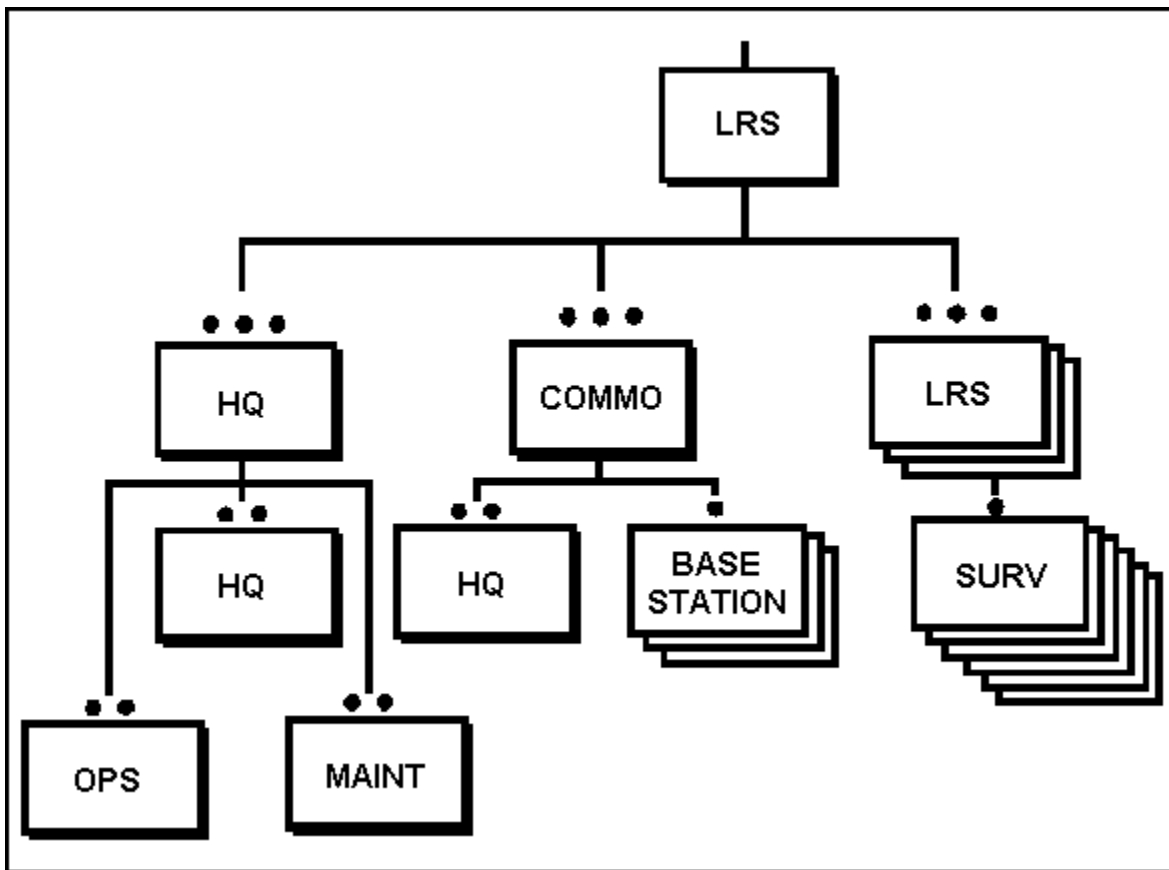 LRS
HQ
COMMO
LRS
HQ
HQ
BASE
STATION
SURV
OPS
MAINT